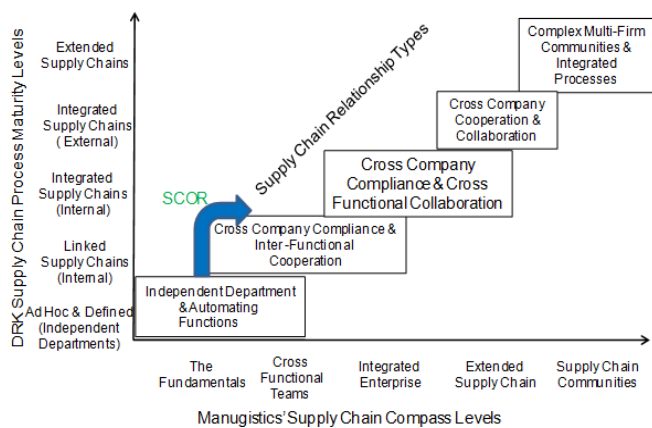 Complex Multi-Firm
Communities &
Integrated
Processes
Extended
Supply Chains
Supply Chain Relationship Types
Cross Company
Cooperation &
Collaboration
Integrated
Supply Chains
( External)
DRK Supply Chain Process Maturity Levels
Cross Company
Compliance & Cross
Functional Collaboration
Integrated
Supply Chains
(Internal)
SCOR
Cross Company Compliance &
Inter-Functional
Cooperation
Linked
Supply Chains
(Internal)
Independent Department
& Automating
Functions
Ad Hoc & Defined
(Independent
Departments)
The
Fundamentals
Cross
Functional
Teams
Integrated
Enterprise
Extended
Supply Chain
Supply Chain
Communities
Manugistics' Supply Chain Compass Levels